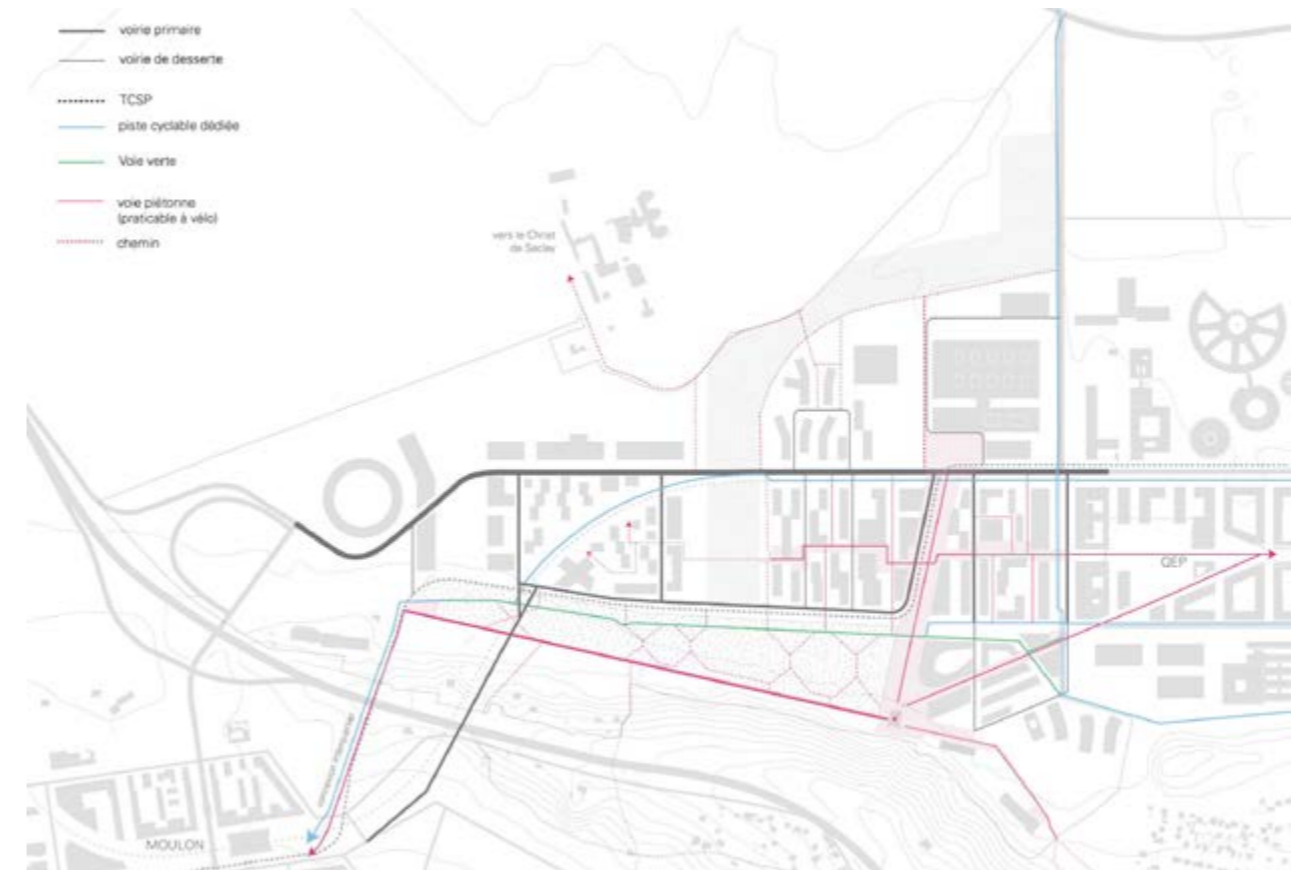 voirie primaire
voirie de desserte
TCSP
piste cyclable dédiée
Voie verte
voie piétonne
(praticable à vélo)
chemin
vers le Christ
de Saclay
QEP
MOULON